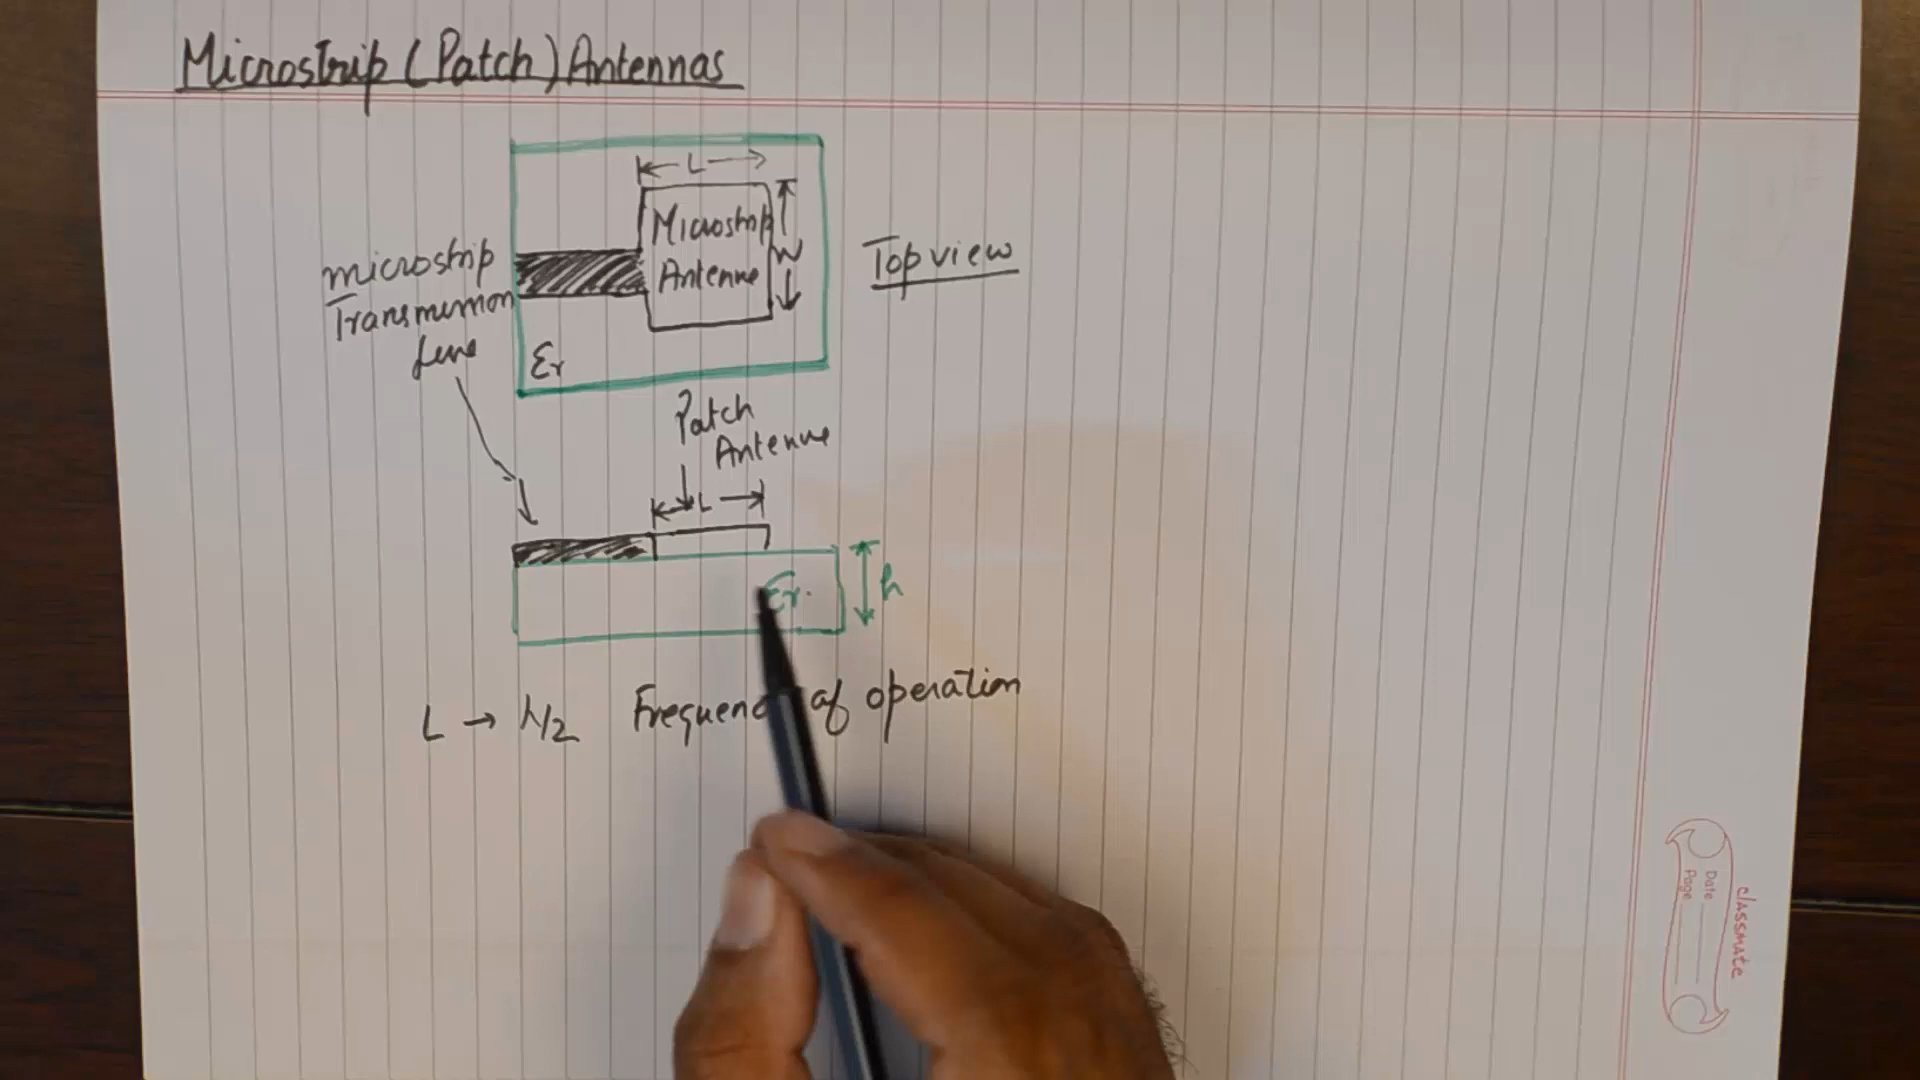 Microstrip (Patch) Antennas
L
Microstrip
Antenna
W
microstrip
Transmission
line
Top view
εr
Patch
Antenna
L
εr.
h
L → λ/2 Frequency of operation
classmate
Date
Page